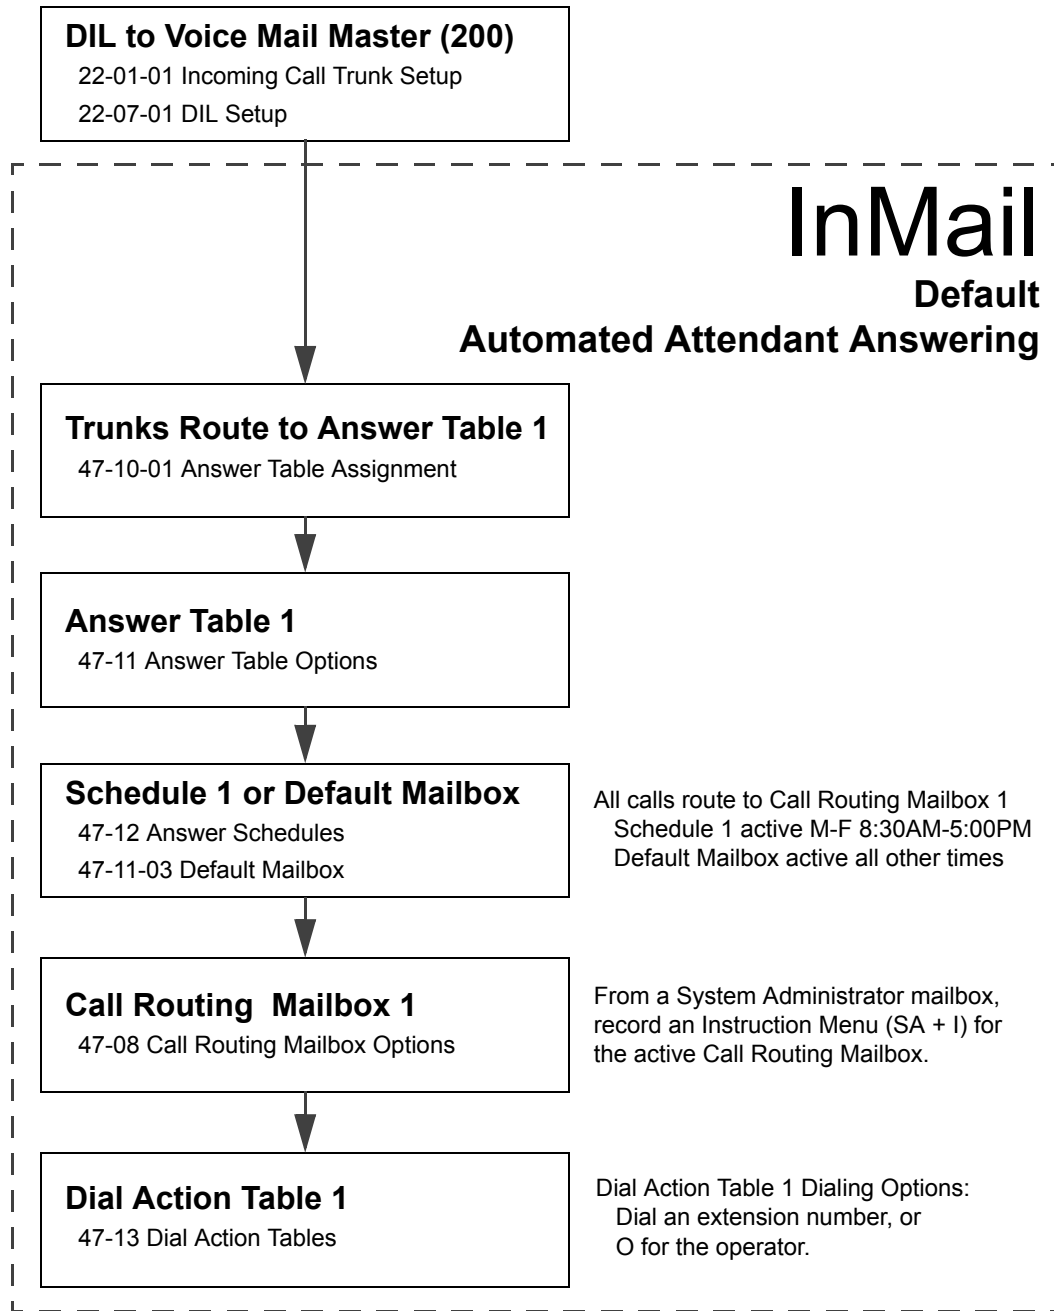 DIL to Voice Mail Master (200)
22-01-01 Incoming Call Trunk Setup
22-07-01 DIL Setup
InMail
Default
Automated Attendant Answering
Trunks Route to Answer Table 1
47-10-01 Answer Table Assignment
Answer Table 1
47-11 Answer Table Options
Schedule 1 or Default Mailbox
47-12 Answer Schedules
47-11-03 Default Mailbox
All calls route to Call Routing Mailbox 1
Schedule 1 active M-F 8:30AM-5:00PM
Default Mailbox active all other times
Call Routing  Mailbox 1
47-08 Call Routing Mailbox Options
From a System Administrator mailbox,
record an Instruction Menu (SA + I) for
the active Call Routing Mailbox.
Dial Action Table 1
47-13 Dial Action Tables
Dial Action Table 1 Dialing Options:
Dial an extension number, or
O for the operator.